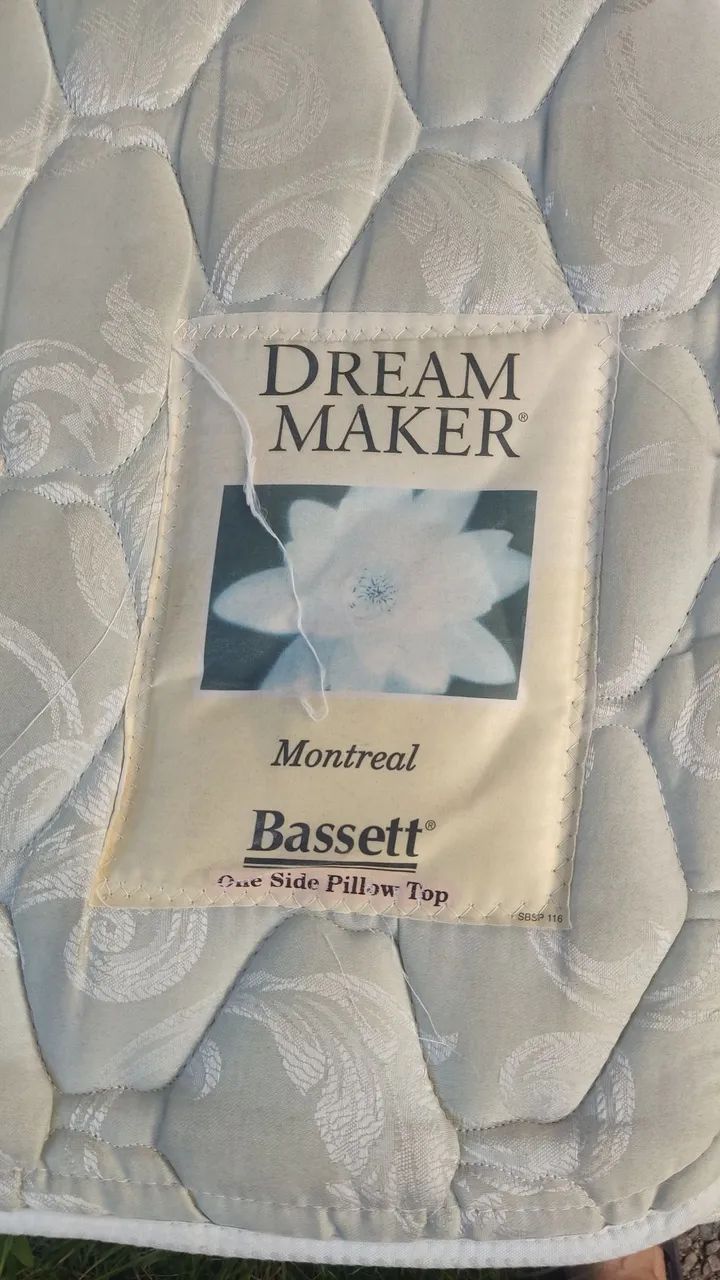 DREAM
MAKER®
Montreal
Bassett®
One Side Pillow Top
SBSP 116